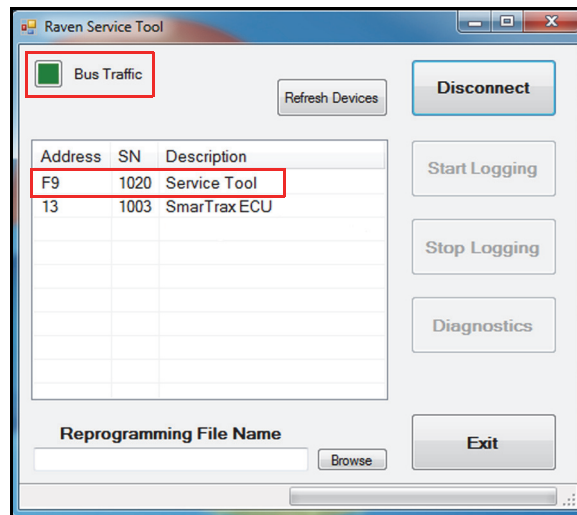 Raven Service Tool
Bus Traffic
Refresh Devices
Disconnect
Address SN Description
F9 1020 Service Tool
13 1003 SmarTrax ECU
Start Logging
Stop Logging
Diagnostics
Reprogramming File Name
Browse
Exit